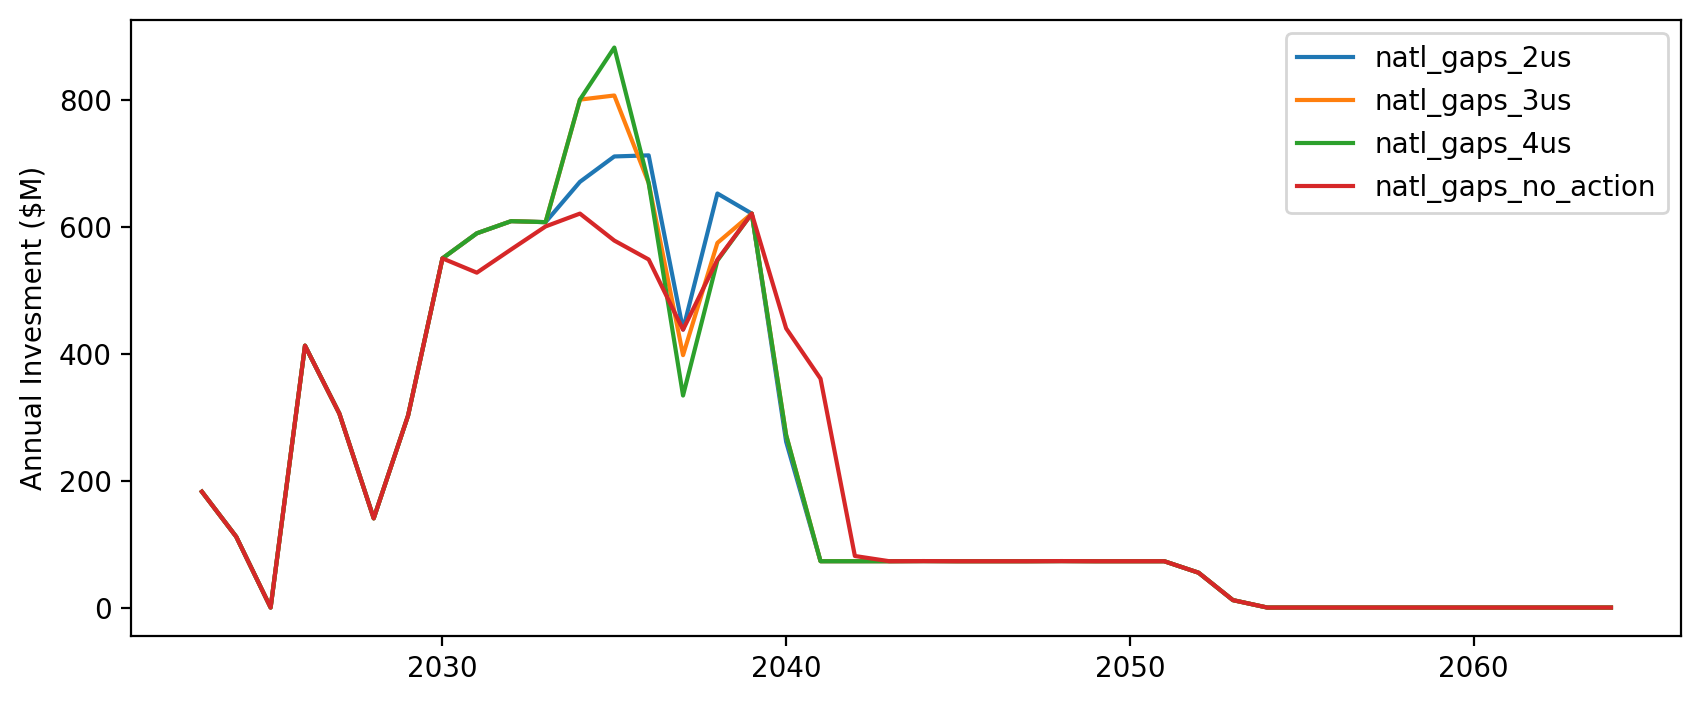 natl_gaps_2us
natl_gaps_3us
natl_gaps_4us
natl_gaps_no_action
Annual Invesment ($M)
800
600
400
200
0
2030 2040 2050 2060